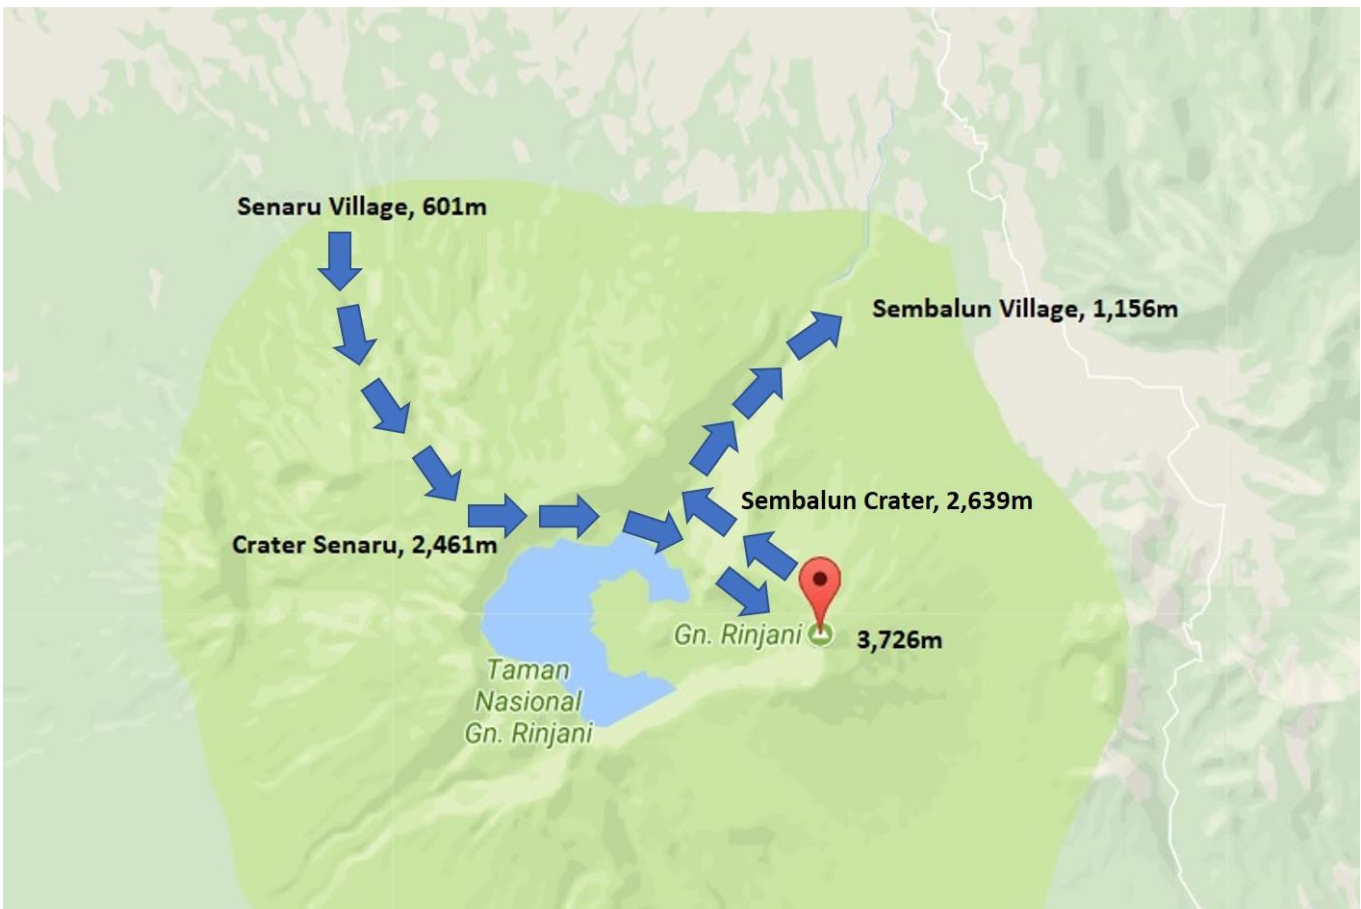 Senaru Village, 601m
Sembalun Village, 1,156m
Sembalun Crater, 2,639m
Crater Senaru, 2,461m
Gn. Rinjani
3,726m
Taman
Nasional
Gn. Rinjani